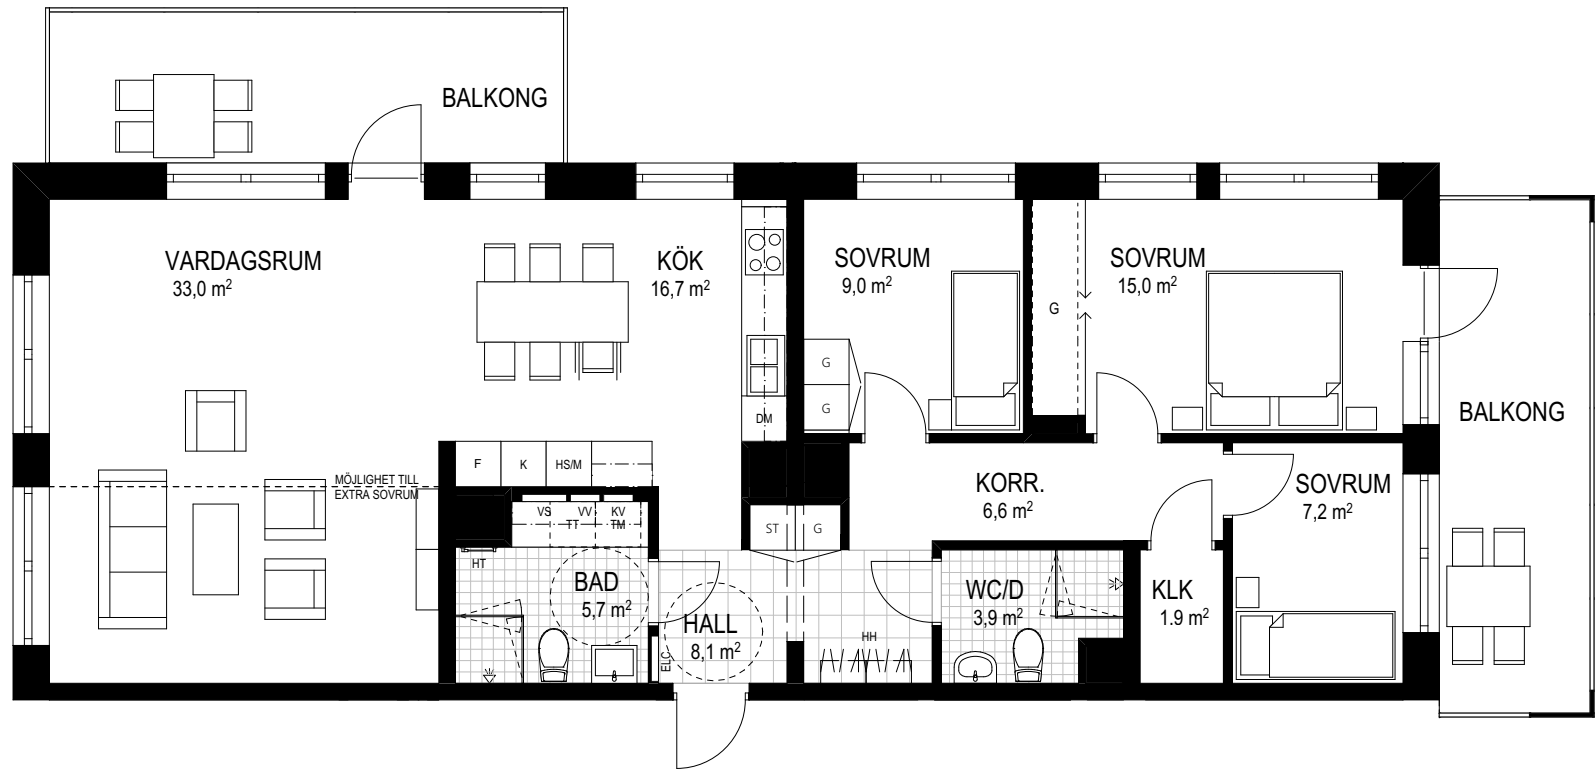 BALKONG
VARDAGSRUM
33,0 m²
KÖK
16,7 m²
SOVRUM
9,0 m²
SOVRUM
15,0 m²
G
G
G
DM
BALKONG
F
K
HS/M
MÖJLIGHET TILL
EXTRA SOVRUM
KORR.
6,6 m²
SOVRUM
7,2 m²
VS
VV
KV
TT
TM
ST
G
HT
BAD
5,7 m²
HALL
8,1 m²
ELC
HH
WC/D
3,9 m²
KLK
1.9 m²